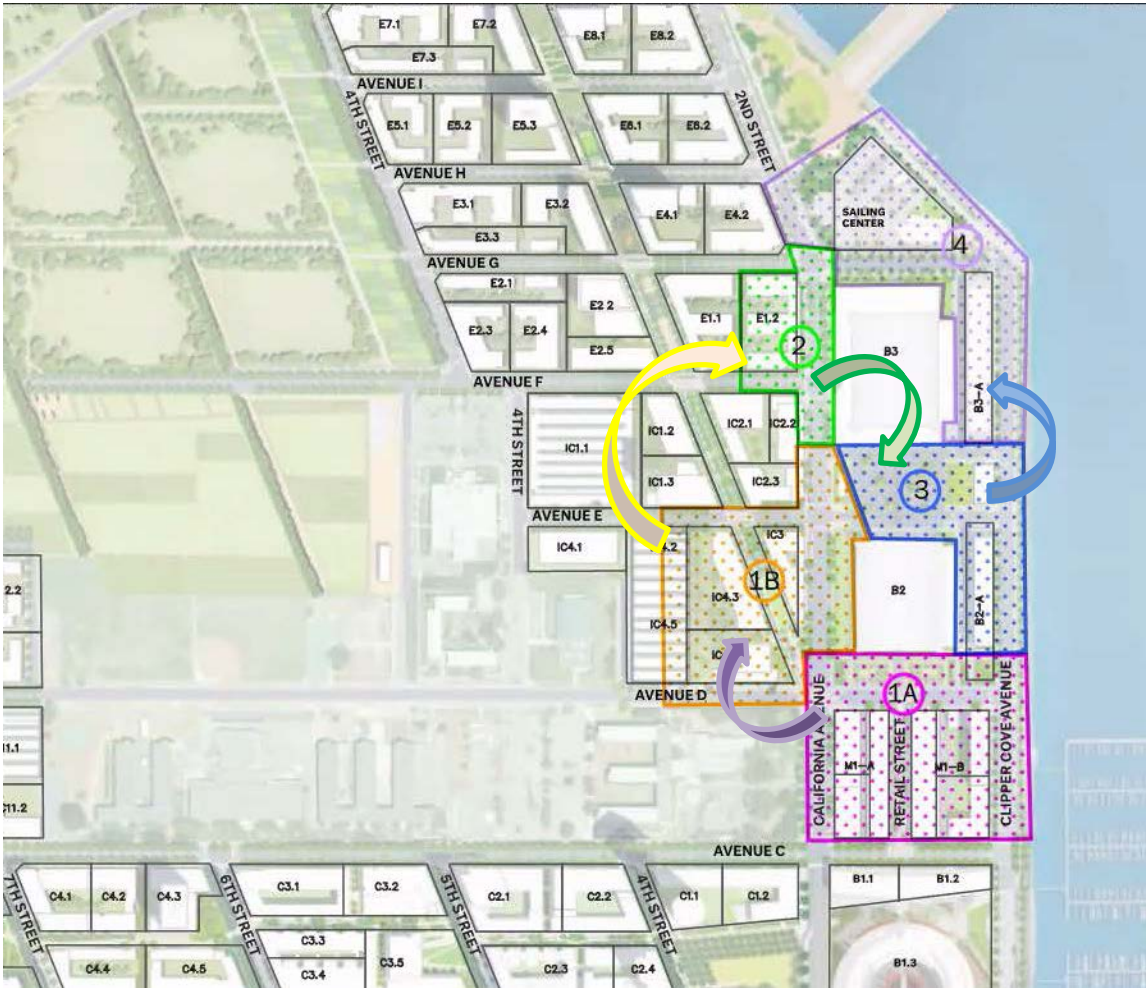 E7.1
E7.2
E8.1
E8.2
E7.3
AVENUE I
4TH STREET
2ND STREET
E5.1
E5.2
E5.3
E6.1
E6.2
AVENUE H
E3.1
E3.2
E4.1
E4.2
E3.3
SAILING
CENTER
4
AVENUE G
E2.1
E2 2
E1.1
E1.2
E2.3
E2.4
E2.5
2
B3
B3-A
AVENUE F
4TH STREET
IC1.1
IC1.2
IC2.1
IC2.2
IC1.3
IC2.3
3
AVENUE E
IC4.1
4.2
IC3
1B
IC4.3
B2
B2-A
2.2
IC4.5
IC
AVENUE D
1A
CALIFORNIA A ENUE
RETAIL STREET
CLIPPER COVE AVENUE
M1-A
M1-B
11.1
C11.2
AVENUE C
7TH STREET
C4.1
C4.2
C4.3
6TH STREET
C3.1
C3.2
5TH STREET
C2.1
C2.2
4TH STREET
C1.1
C1.2
B1.1
B1.2
C3.3
C3.4
C3.5
C4.4
C4.5
C2.3
C2.4
B1.3